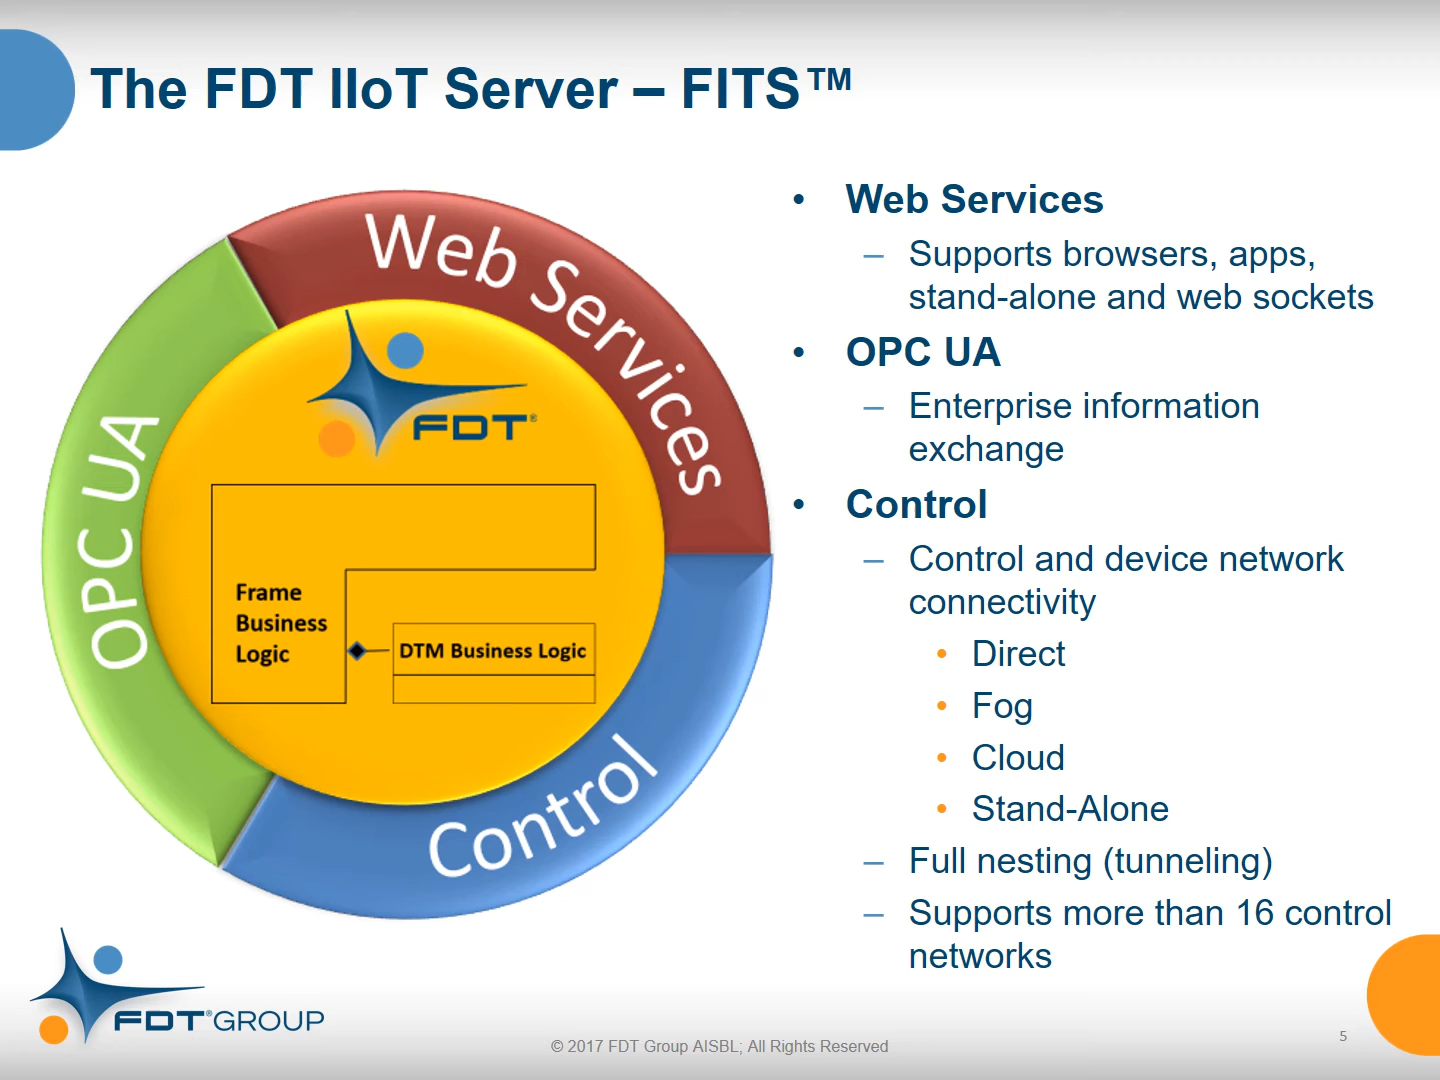 The FDT IIoT Server – FITS™
Web Services
OPC UA
Control
FDT®
Frame
Business
Logic
DTM Business Logic
• Web Services
– Supports browsers, apps,
stand-alone and web sockets
• OPC UA
– Enterprise information
exchange
• Control
– Control and device network
connectivity
• Direct
• Fog
• Cloud
• Stand-Alone
– Full nesting (tunneling)
– Supports more than 16 control
networks
FDT®GROUP
© 2017 FDT Group AISBL; All Rights Reserved
5